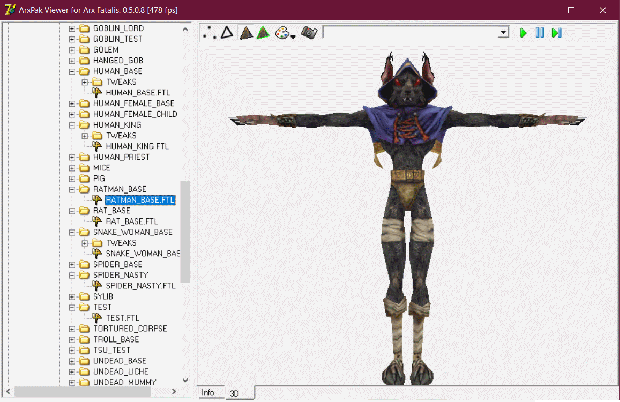 ArxPak Viewer for Arx Fatalis. 0.5.0.8 [478 fps]
GOBLIN_LORD
GOBLIN_TEST
GOLEM
HANGED_GOB
HUMAN_BASE
TWEAKS
HUMAN_BASE.FTL
HUMAN_FEMALE_BASE
HUMAN_FEMALE_CHILD
HUMAN_KING
TWEAKS
HUMAN_KING.FTL
HUMAN_PRIEST
MICE
PIG
RATMAN_BASE
RATMAN_BASE.FTL
RAT_BASE
RAT_BASE.FTL
SNAKE_WOMAN_BASE
TWEAKS
SNAKE_WOMAN_BASE
SPIDER_BASE
SPIDER_NASTY
SPIDER_NASTY.FTL
SYLIB
TEST
TEST.FTL
TORTURED_CORPSE
TROLL_BASE
TSU_TEST
UNDEAD_BASE
UNDEAD_LICHE
UNDEAD_MUMMY
Info
3D